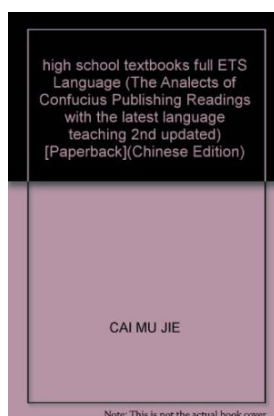 high school textbooks full ETS
Language (The Analects of
Confucius Publishing Readings
with the latest language
teaching 2nd updated)
[Paperback](Chinese Edition)
CAI MU JIE
Note: This is not the actual book cover